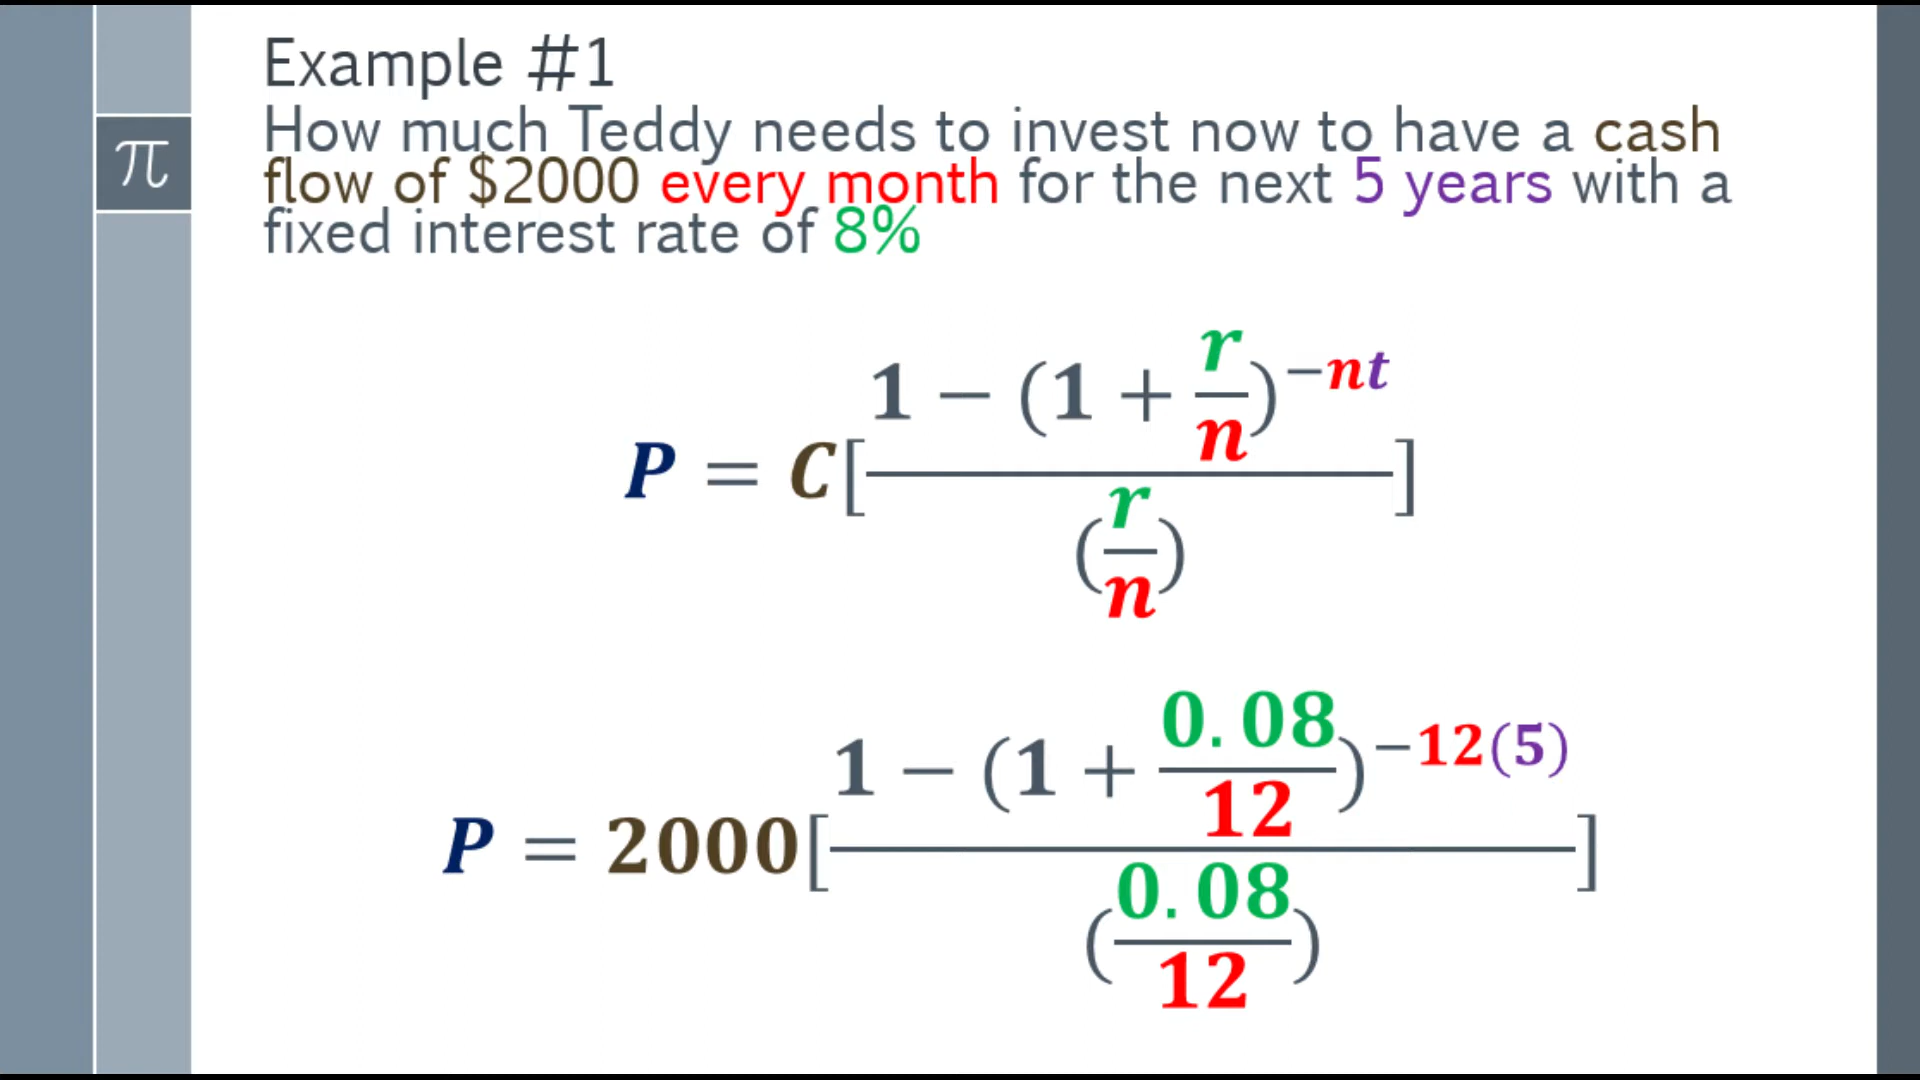 Example #1
How much Teddy needs to invest now to have a cash
flow of $2000 every month for the next 5 years with a
fixed interest rate of 8%
π
P = C[ (1 − (1 + r/n)^−nt) / (r/n) ]
P = 2000[ (1 − (1 + 0.08/12)^−12(5)) / (0.08/12) ]